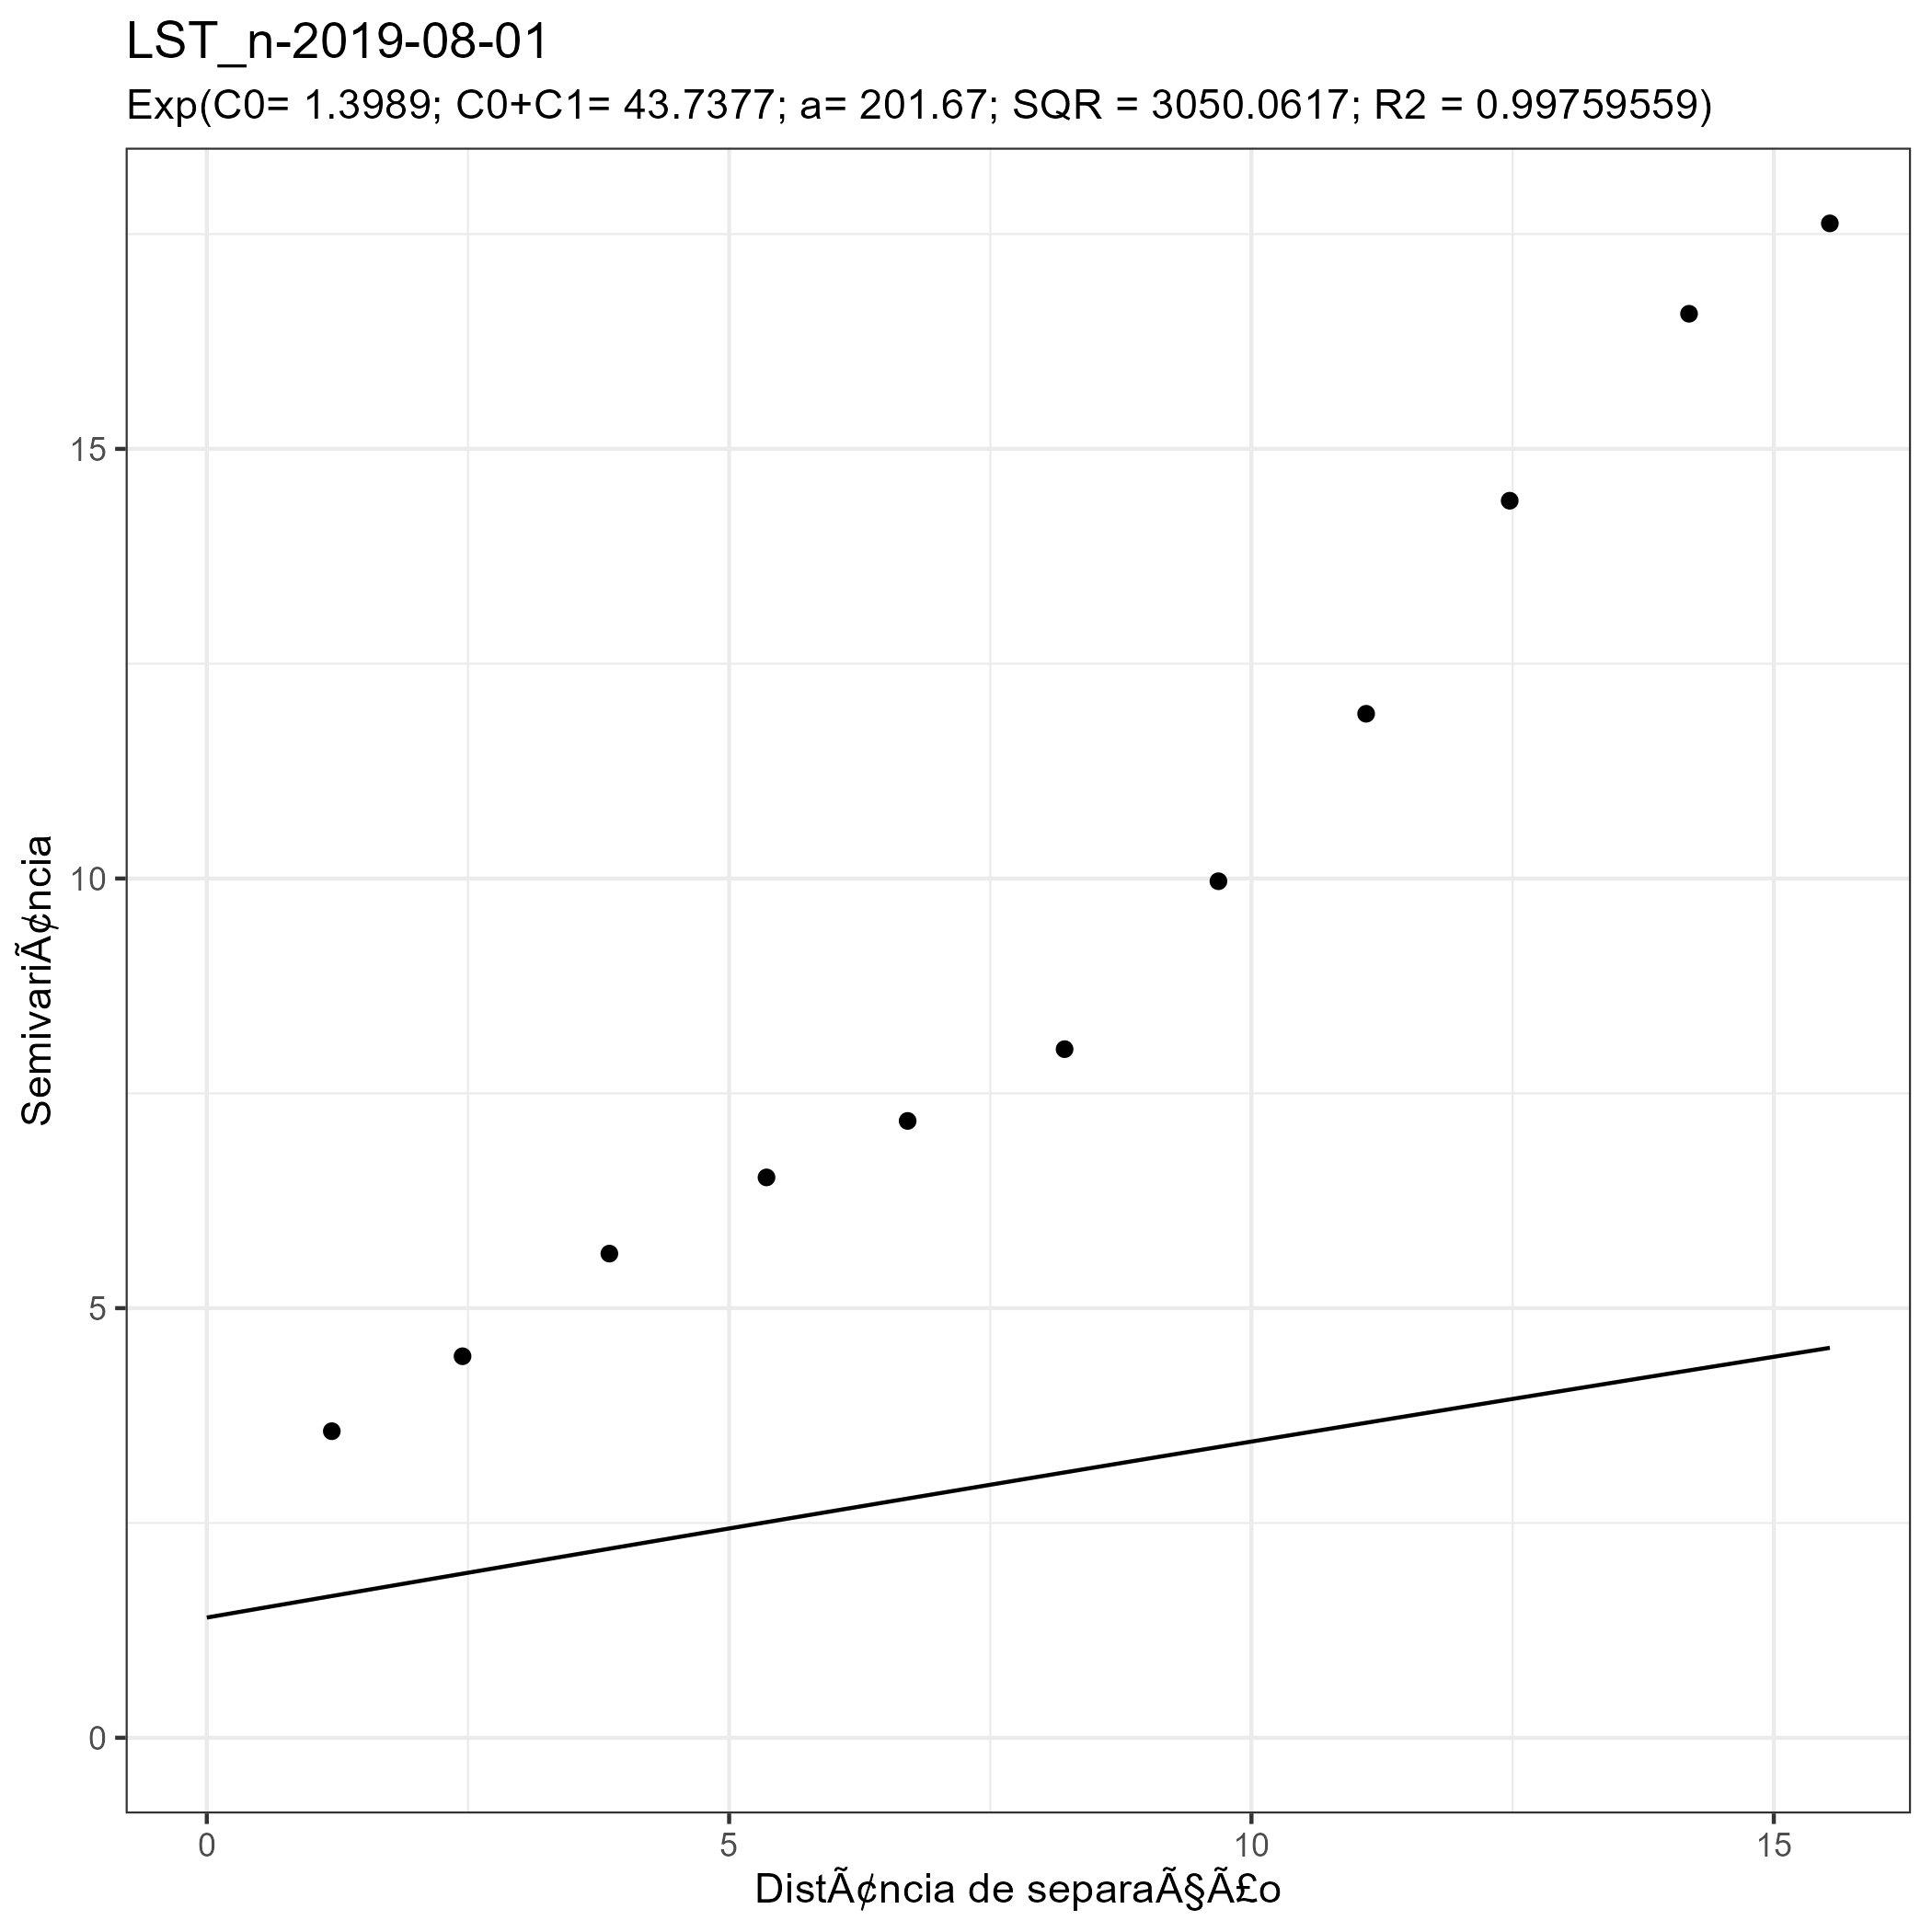 LST_n-2019-08-01
Exp(C0= 1.3989; C0+C1= 43.7377; a= 201.67; SQR = 3050.0617; R2 = 0.99759559)
SemivariÃ¢ncia
15
10
5
0
0 5 10 15
DistÃ¢ncia de separaÃ§Ã£o